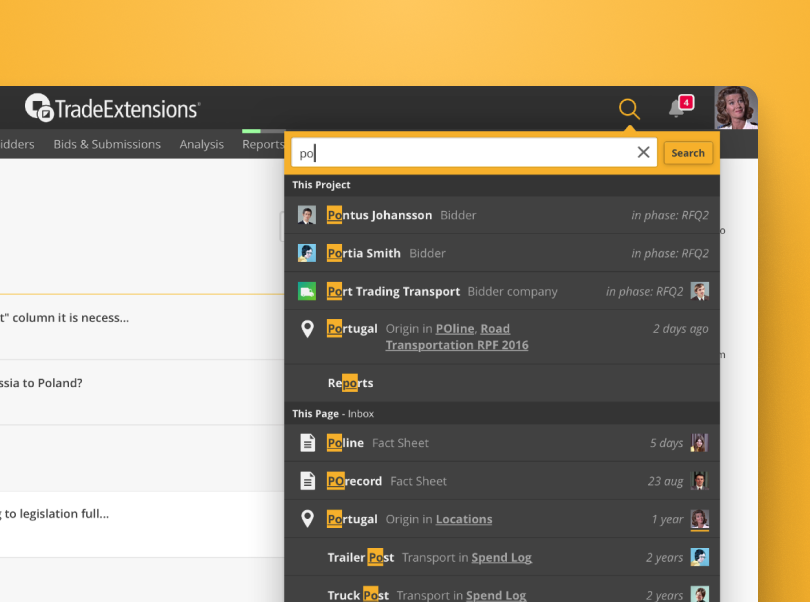 TradeExtensions®
4
idders Bids & Submissions Analysis Reports
po
Search
This Project
Pontus Johansson Bidder in phase: RFQ2
o
Portia Smith Bidder in phase: RFQ2
Port Trading Transport Bidder company in phase: RFQ2
t" column it is necess...
Portugal Origin in POline, Road 2 days ago
Transportation RPF 2016
n
ssia to Poland?
Reports
This Page - Inbox
Poline Fact Sheet 5 days
POrecord Fact Sheet 23 aug
g to legislation full...
Portugal Origin in Locations 1 year
Trailer Post Transport in Spend Log 2 years
Truck Post Transport in Spend Log 2 years